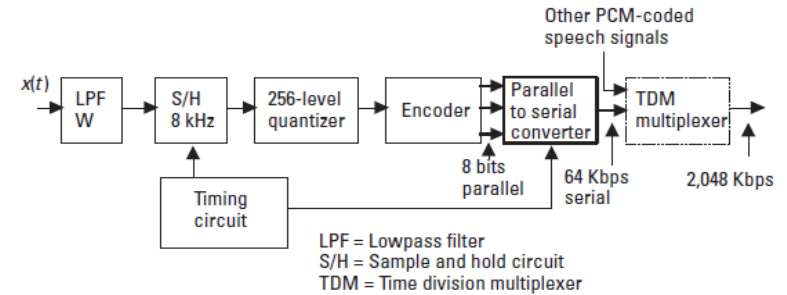 Other PCM-coded
speech signals
x(t)
LPF
W
S/H
8 kHz
256-level
quantizer
Encoder
Parallel
to serial
converter
TDM
multiplexer
8 bits
parallel
64 Kbps
serial
2,048 Kbps
Timing
circuit
LPF = Lowpass filter
S/H = Sample and hold circuit
TDM = Time division multiplexer